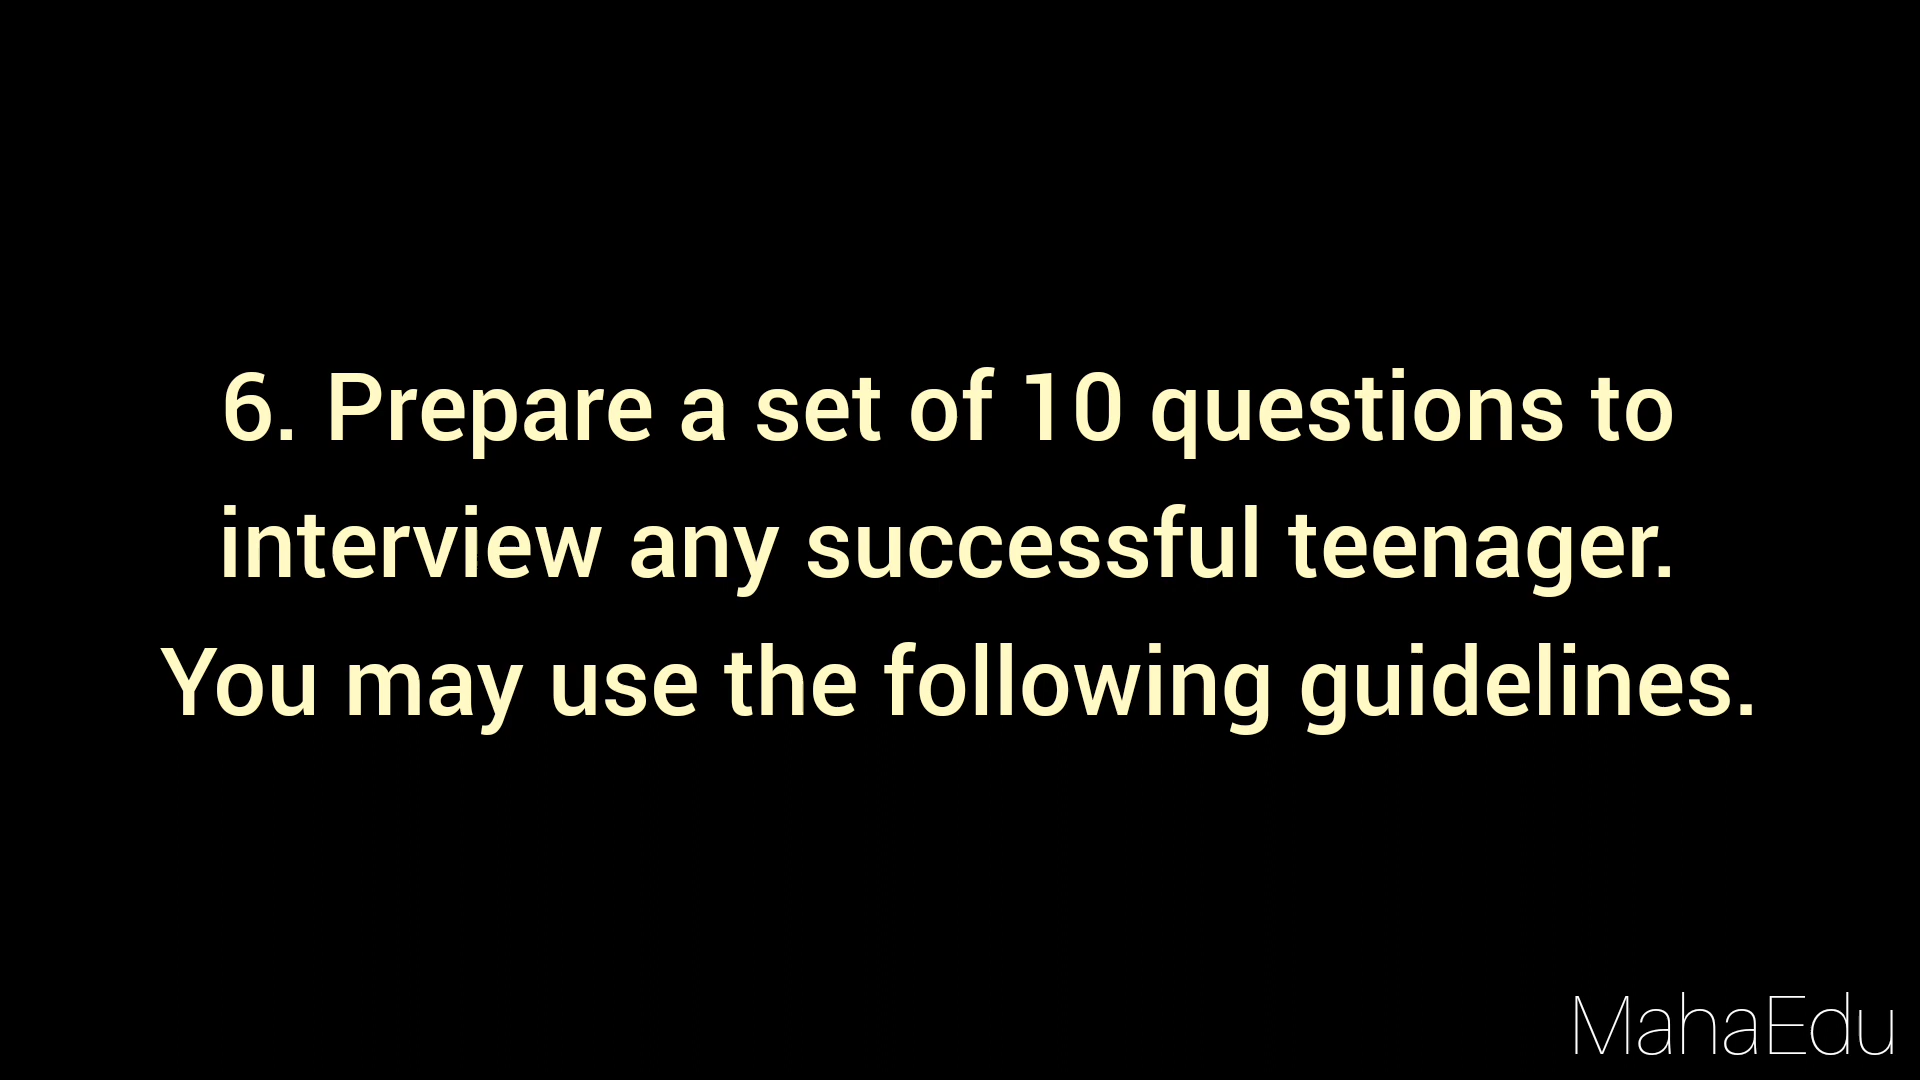 6. Prepare a set of 10 questions to
interview any successful teenager.
You may use the following guidelines.
MahaEdu